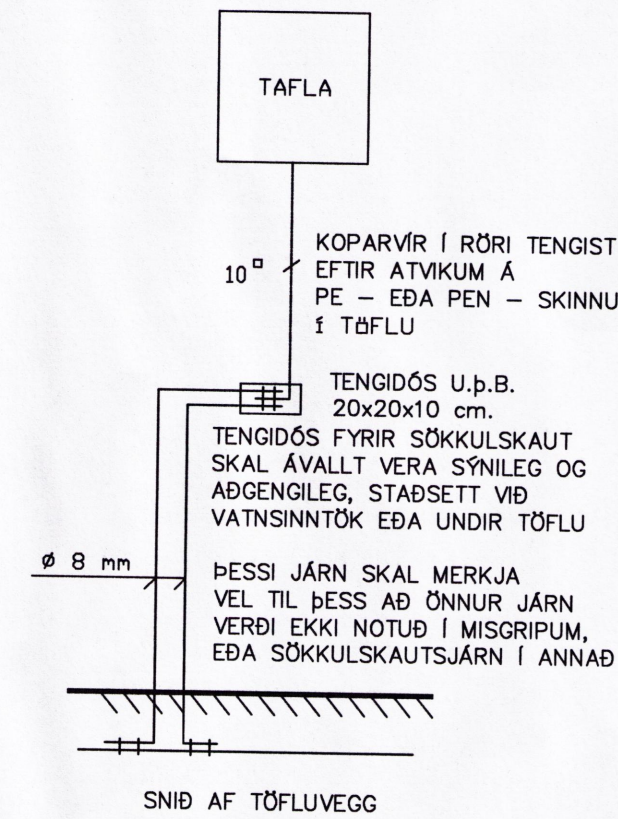 TAFLA
10▫
KOPARVÍR Í RÖRI TENGIST
EFTIR ATVIKUM Á
PE – EÐA PEN – SKINNU
í TÖFLU
TENGIDÓS U.Þ.B.
20x20x10 cm.
TENGIDÓS FYRIR SÖKKULSKAUT
SKAL ÁVALLT VERA SÝNILEG OG
AÐGENGILEG, STAÐSETT VIÐ
VATNSINNTÖK EÐA UNDIR TÖFLU
ø 8 mm
ÞESSI JÁRN SKAL MERKJA
VEL TIL ÞESS AÐ ÖNNUR JÁRN
VERÐI EKKI NOTUÐ Í MISGRIPUM,
EÐA SÖKKULSKAUTSJÁRN Í ANNAÐ
SNIÐ AF TÖFLUVEGG